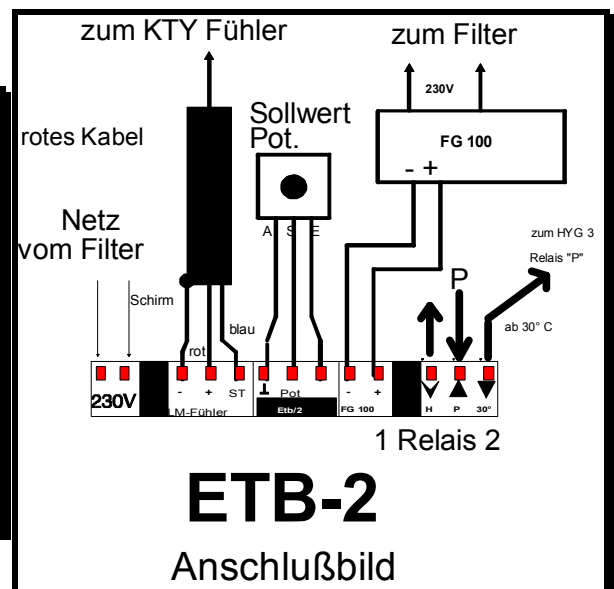 zum KTY Fühler
zum Filter
230V
rotes Kabel
Sollwert
Pot.
FG 100
- +
Netz
vom Filter
A S E
zum HYG 3
Relais "P"
P
Schirm
ab 30° C
blau
rot
230V
- + ST
LM-Fühler
⊥ Pot
Etb/2
- +
FG 100
H P 30°
1 Relais 2
ETB-2
Anschlußbild